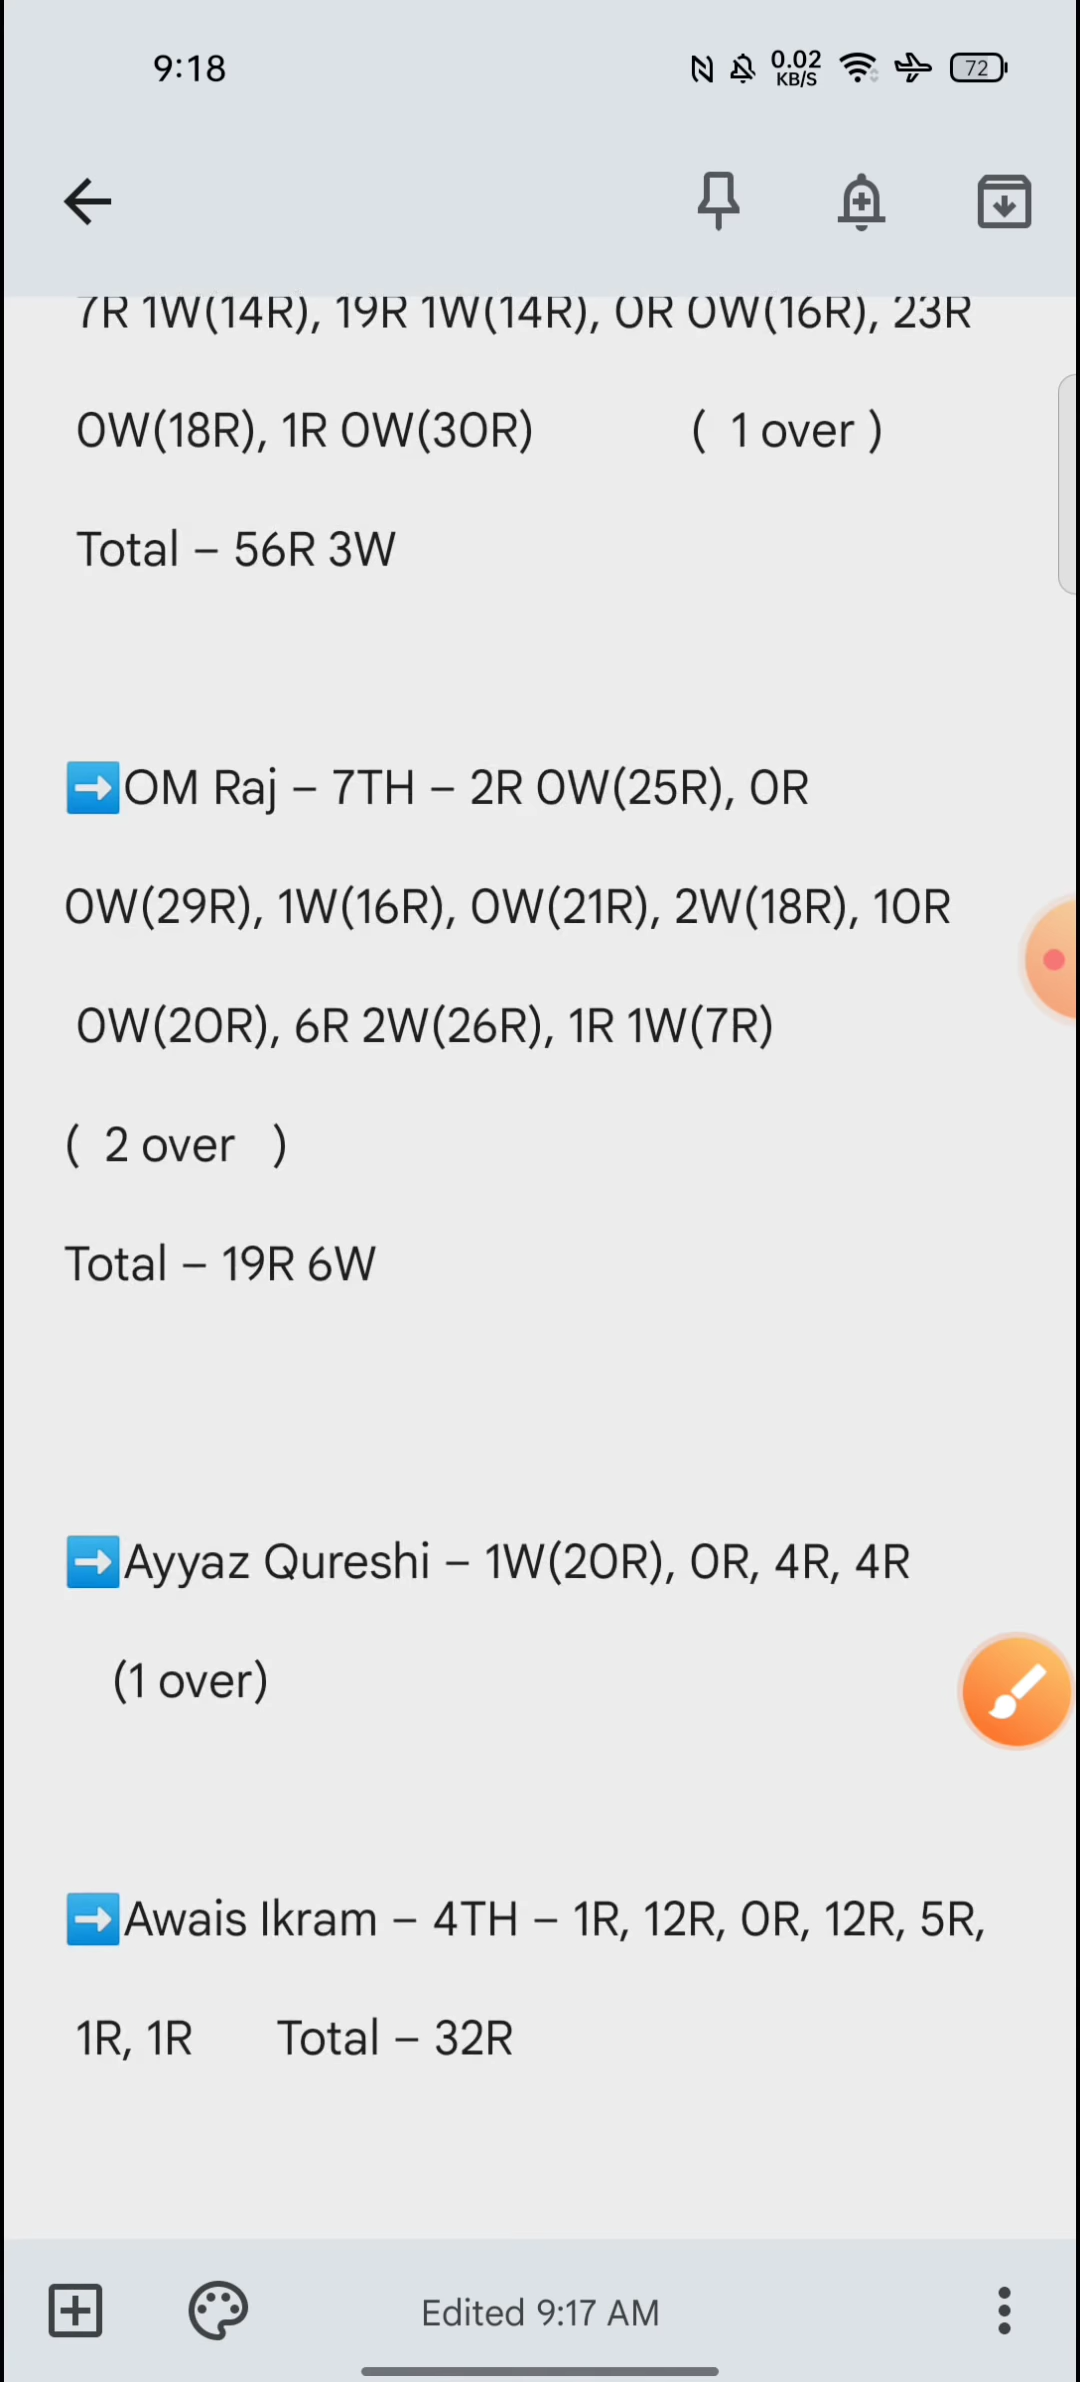 9:18
0.02
KB/S
72
7R 1W(14R), 19R 1W(14R), 0R 0W(16R), 23R
0W(18R), 1R 0W(30R) ( 1 over )
Total – 56R 3W
➡️OM Raj – 7TH – 2R 0W(25R), 0R
0W(29R), 1W(16R), 0W(21R), 2W(18R), 10R
0W(20R), 6R 2W(26R), 1R 1W(7R)
( 2 over )
Total – 19R 6W
➡️Ayyaz Qureshi – 1W(20R), 0R, 4R, 4R
(1 over)
➡️Awais Ikram – 4TH – 1R, 12R, 0R, 12R, 5R,
1R, 1R Total – 32R
Edited 9:17 AM